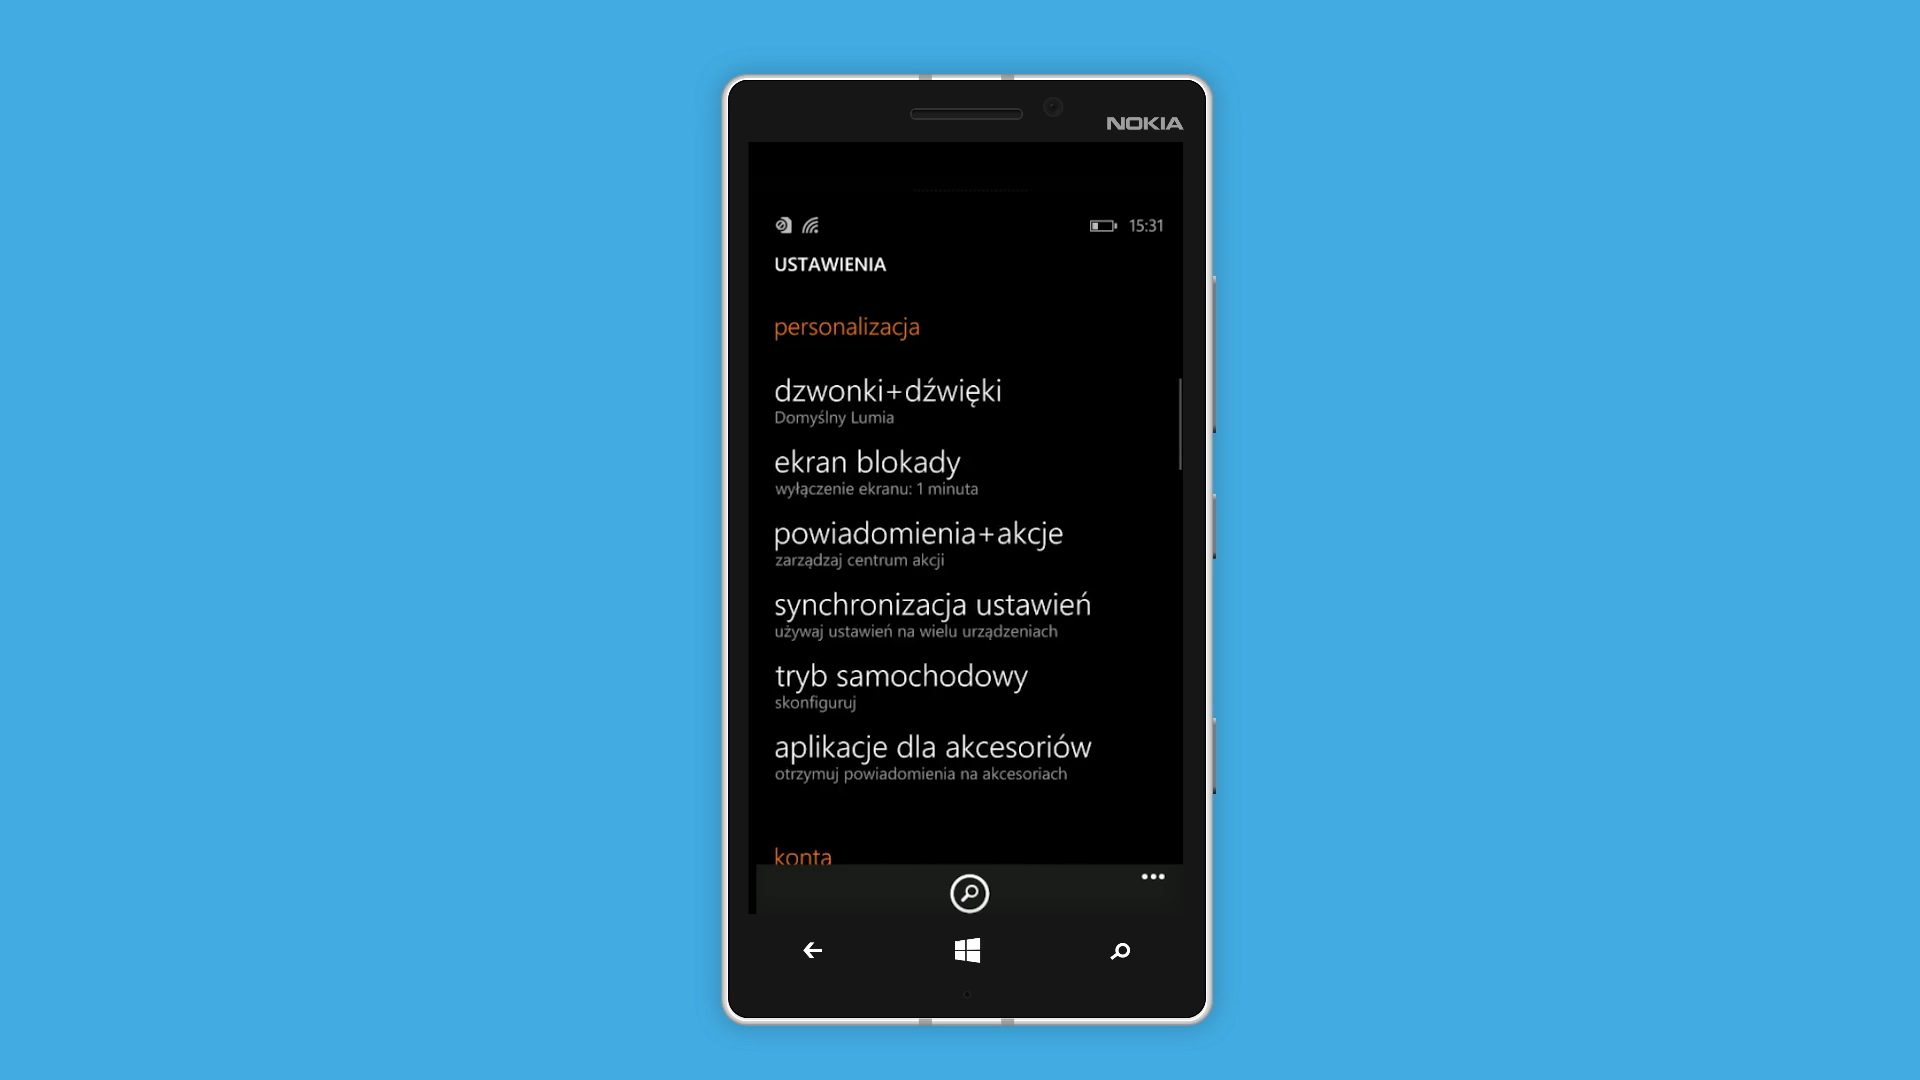 NOKIA
15:31
USTAWIENIA
personalizacja
dzwonki+dźwięki
Domyślny Lumia
ekran blokady
wyłączenie ekranu: 1 minuta
powiadomienia+akcje
zarządzaj centrum akcji
synchronizacja ustawień
używaj ustawień na wielu urządzeniach
tryb samochodowy
skonfiguruj
aplikacje dla akcesoriów
otrzymuj powiadomienia na akcesoriach
konta